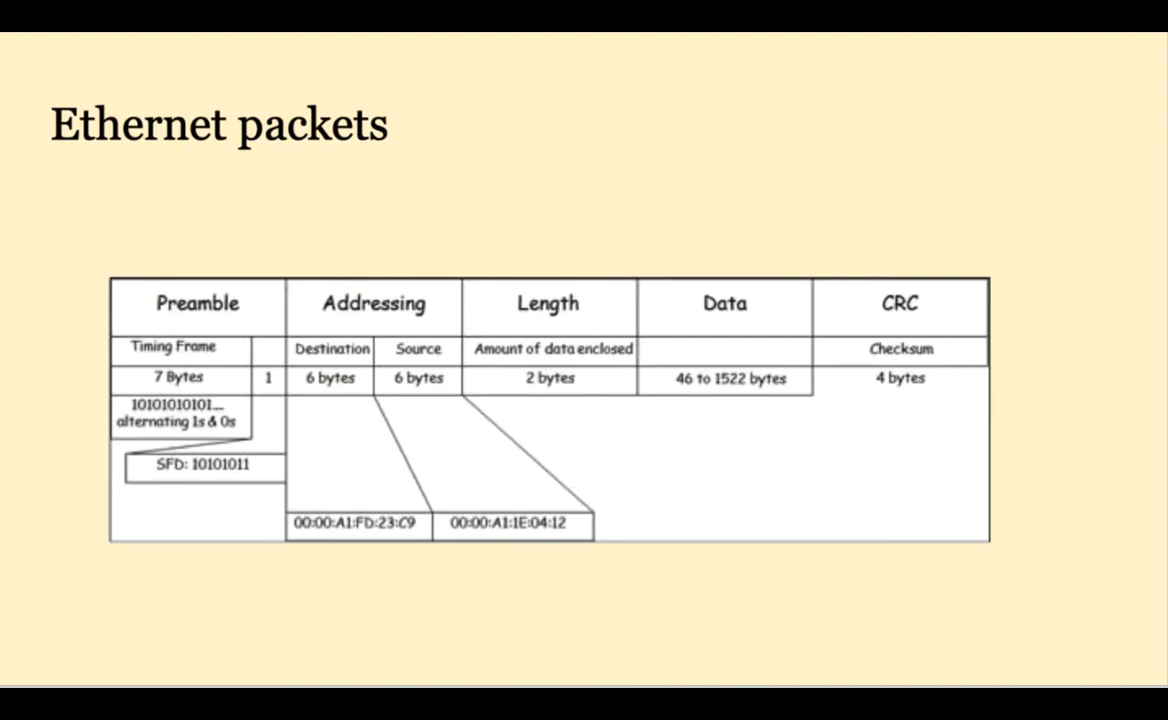 Ethernet packets
Preamble Addressing Length Data CRC
Timing Frame Destination Source Amount of data enclosed Checksum
7 Bytes 1 6 bytes 6 bytes 2 bytes 46 to 1522 bytes 4 bytes
10101010101....
alternating 1s & 0s
SFD: 10101011
00:00:A1:FD:23:C9 00:00:A1:1E:04:12